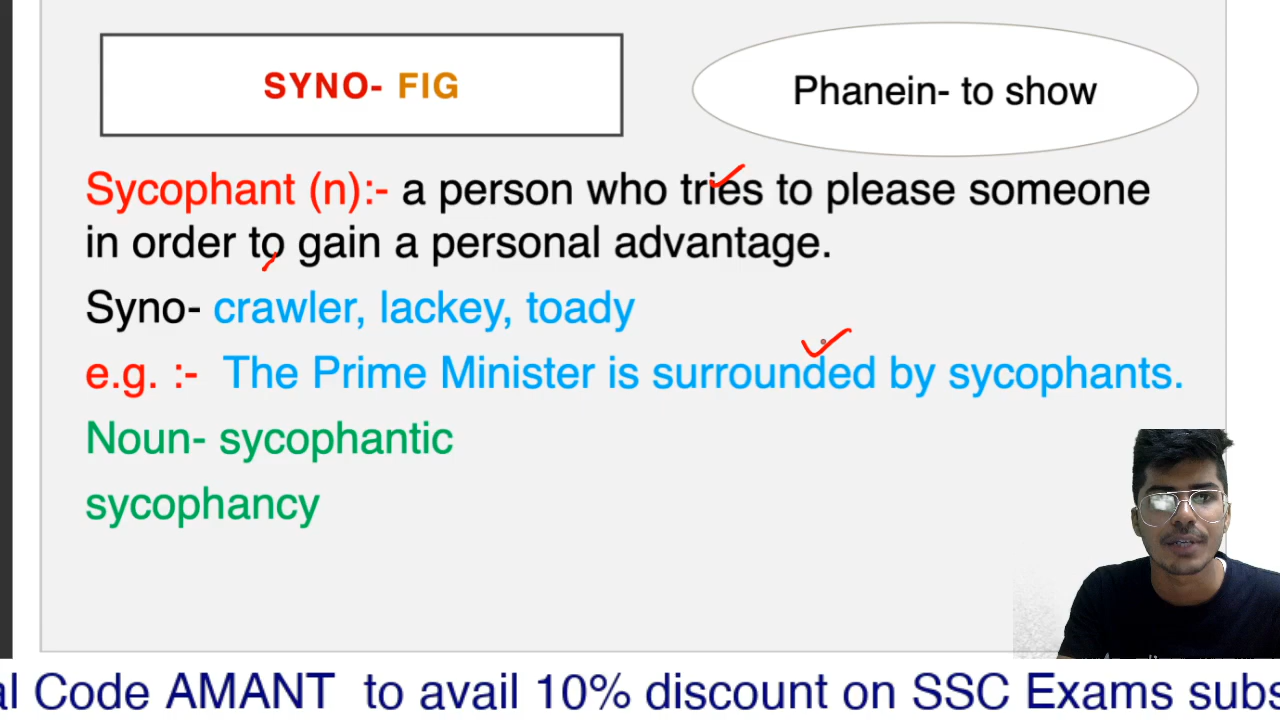 SYNO- FIG
Phanein- to show
Sycophant (n):- a person who tries to please someone
in order to gain a personal advantage.
Syno- crawler, lackey, toady
e.g. :- The Prime Minister is surrounded by sycophants.
Noun- sycophantic
sycophancy
al Code AMANT to avail 10% discount on SSC Exams subs